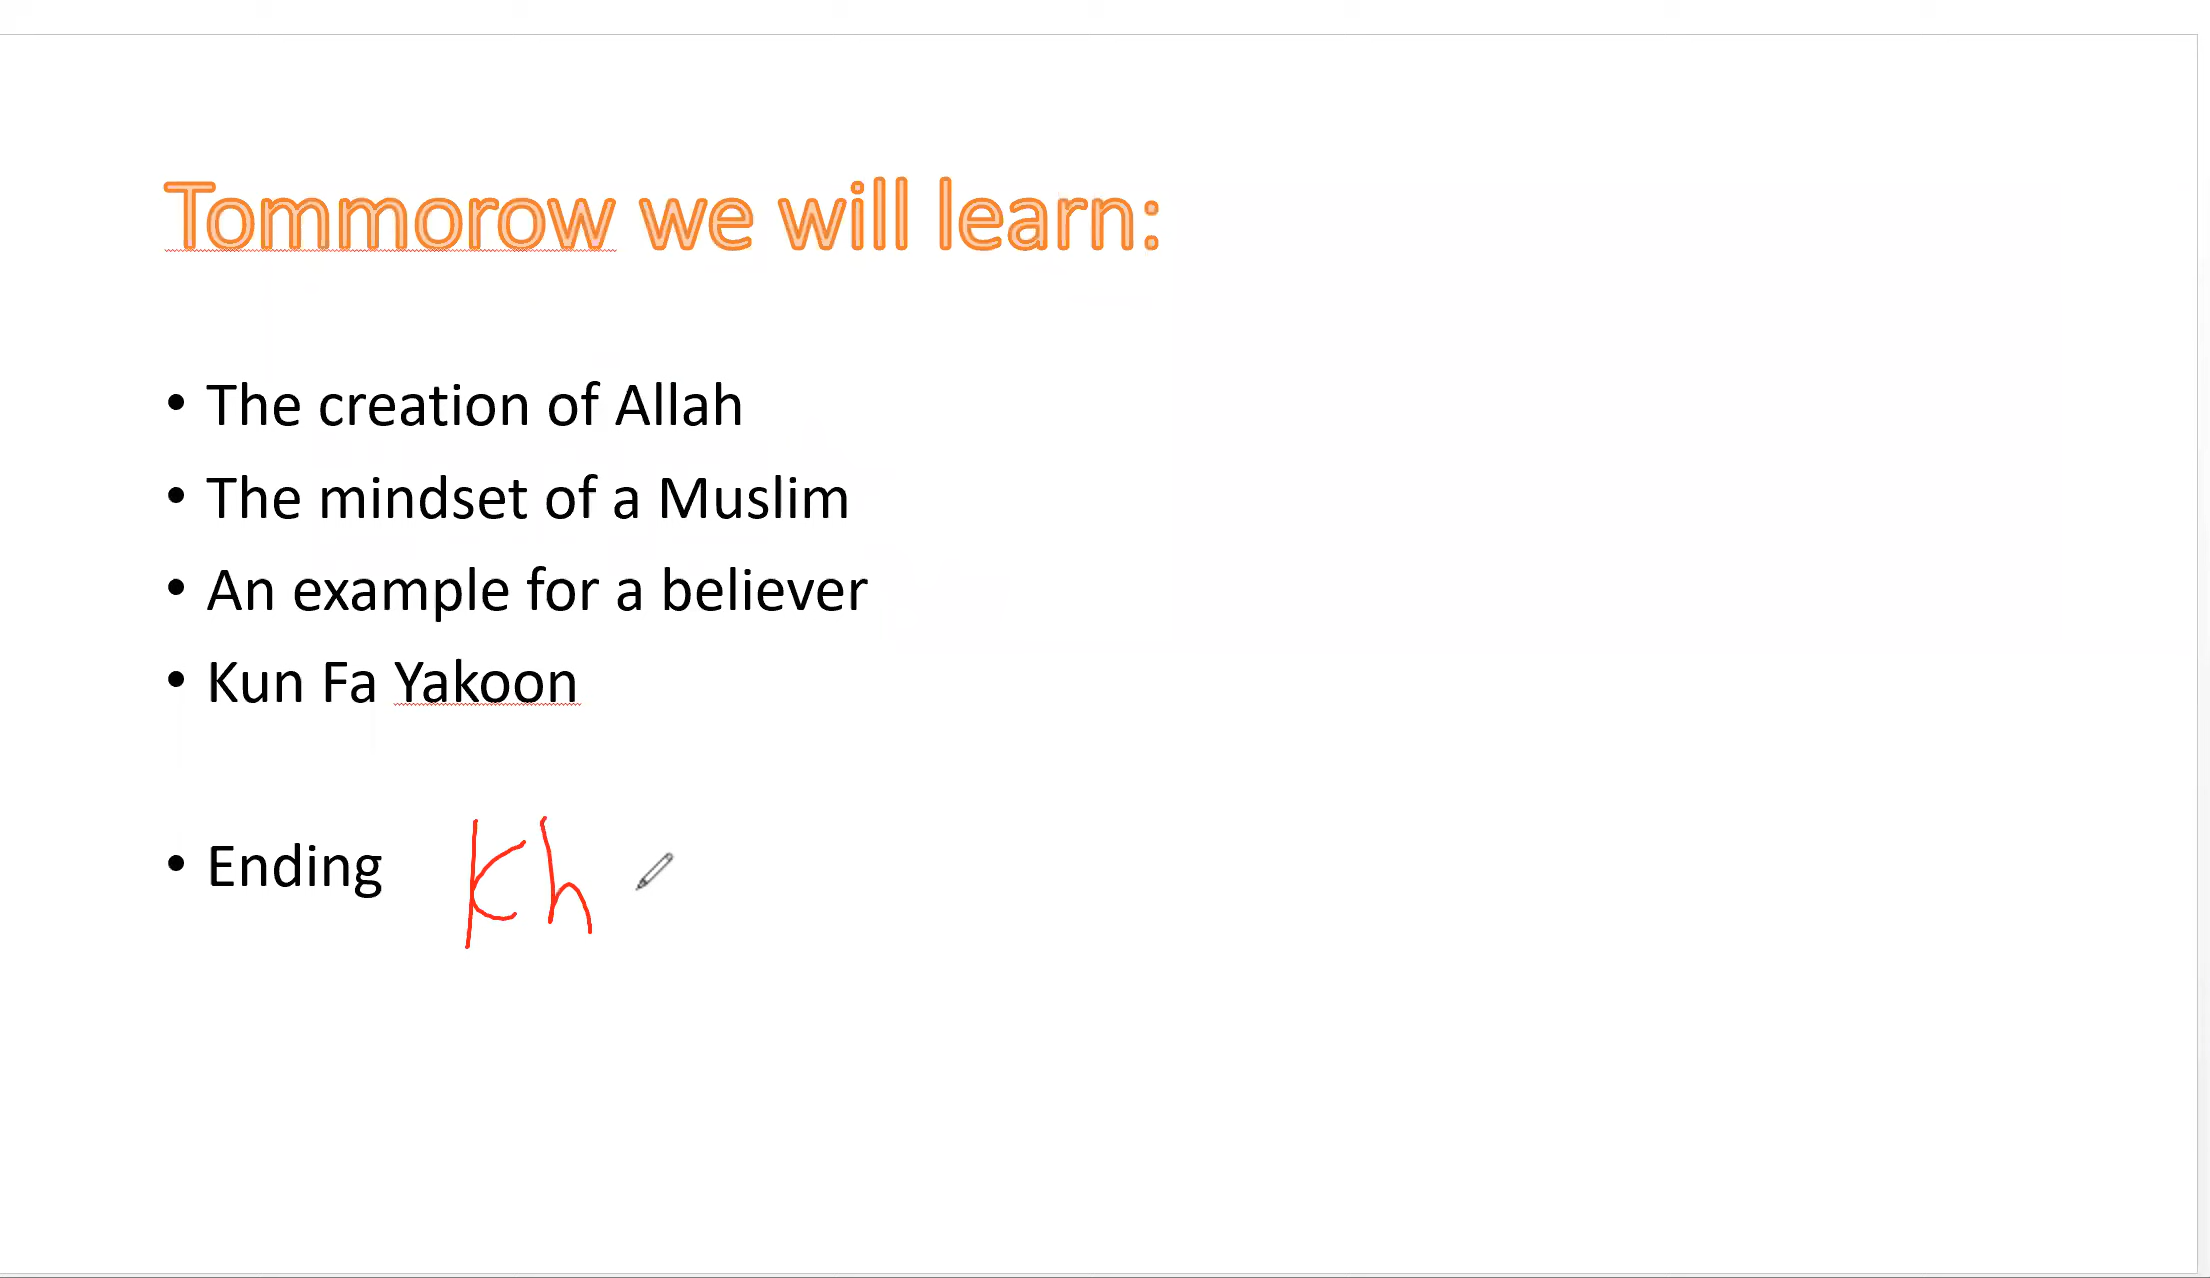 Tommorow we will learn:
• The creation of Allah
• The mindset of a Muslim
• An example for a believer
• Kun Fa Yakoon
• Ending Kh